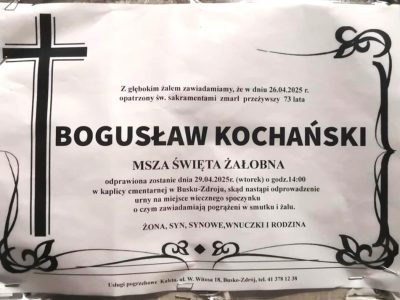 Z głębokim żalem zawiadamiamy, że w dniu 26.04.2025 r.
opatrzony św. sakramentami zmarł przeżywszy 73 lata
BOGUSŁAW KOCHAŃSKI
MSZA ŚWIĘTA ŻAŁOBNA
odprawiona zostanie dnia 29.04.2025r. (wtorek) o godz.14:00
w kaplicy cmentarnej w Busku-Zdroju, skąd nastąpi odprowadzenie
urny na miejsce wiecznego spoczynku
o czym zawiadamiają pogrążeni w smutku i żalu.
ŻONA, SYN, SYNOWE,WNUCZKI I RODZINA
Usługi pogrzebowe Kaleta, ul. W. Witosa 18, Busko-Zdrój, tel. 41 378 12 38